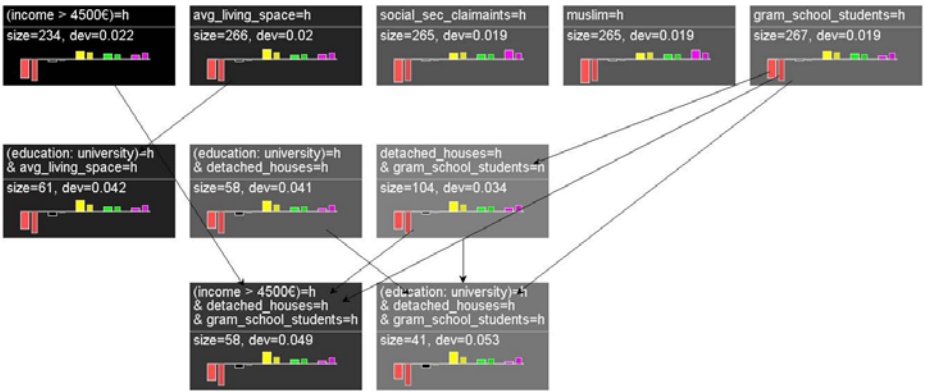 (income > 4500€)=h
size=234, dev=0.022
avg_living_space=h
size=266, dev=0.02
social_sec_claimaints=h
size=265, dev=0.019
muslim=h
size=265, dev=0.019
gram_school_students=h
size=267, dev=0.019
(education: university)=h
& avg_living_space=h
size=61, dev=0.042
(education: university)=h
& detached_houses=h
size=58, dev=0.041
detached_houses=h
& gram_school_students=h
size=104, dev=0.034
(income > 4500€)=h
& detached_houses=h
& gram_school_students=h
size=58, dev=0.049
(education: university)=h
& detached_houses=h
& gram_school_students=h
size=41, dev=0.053